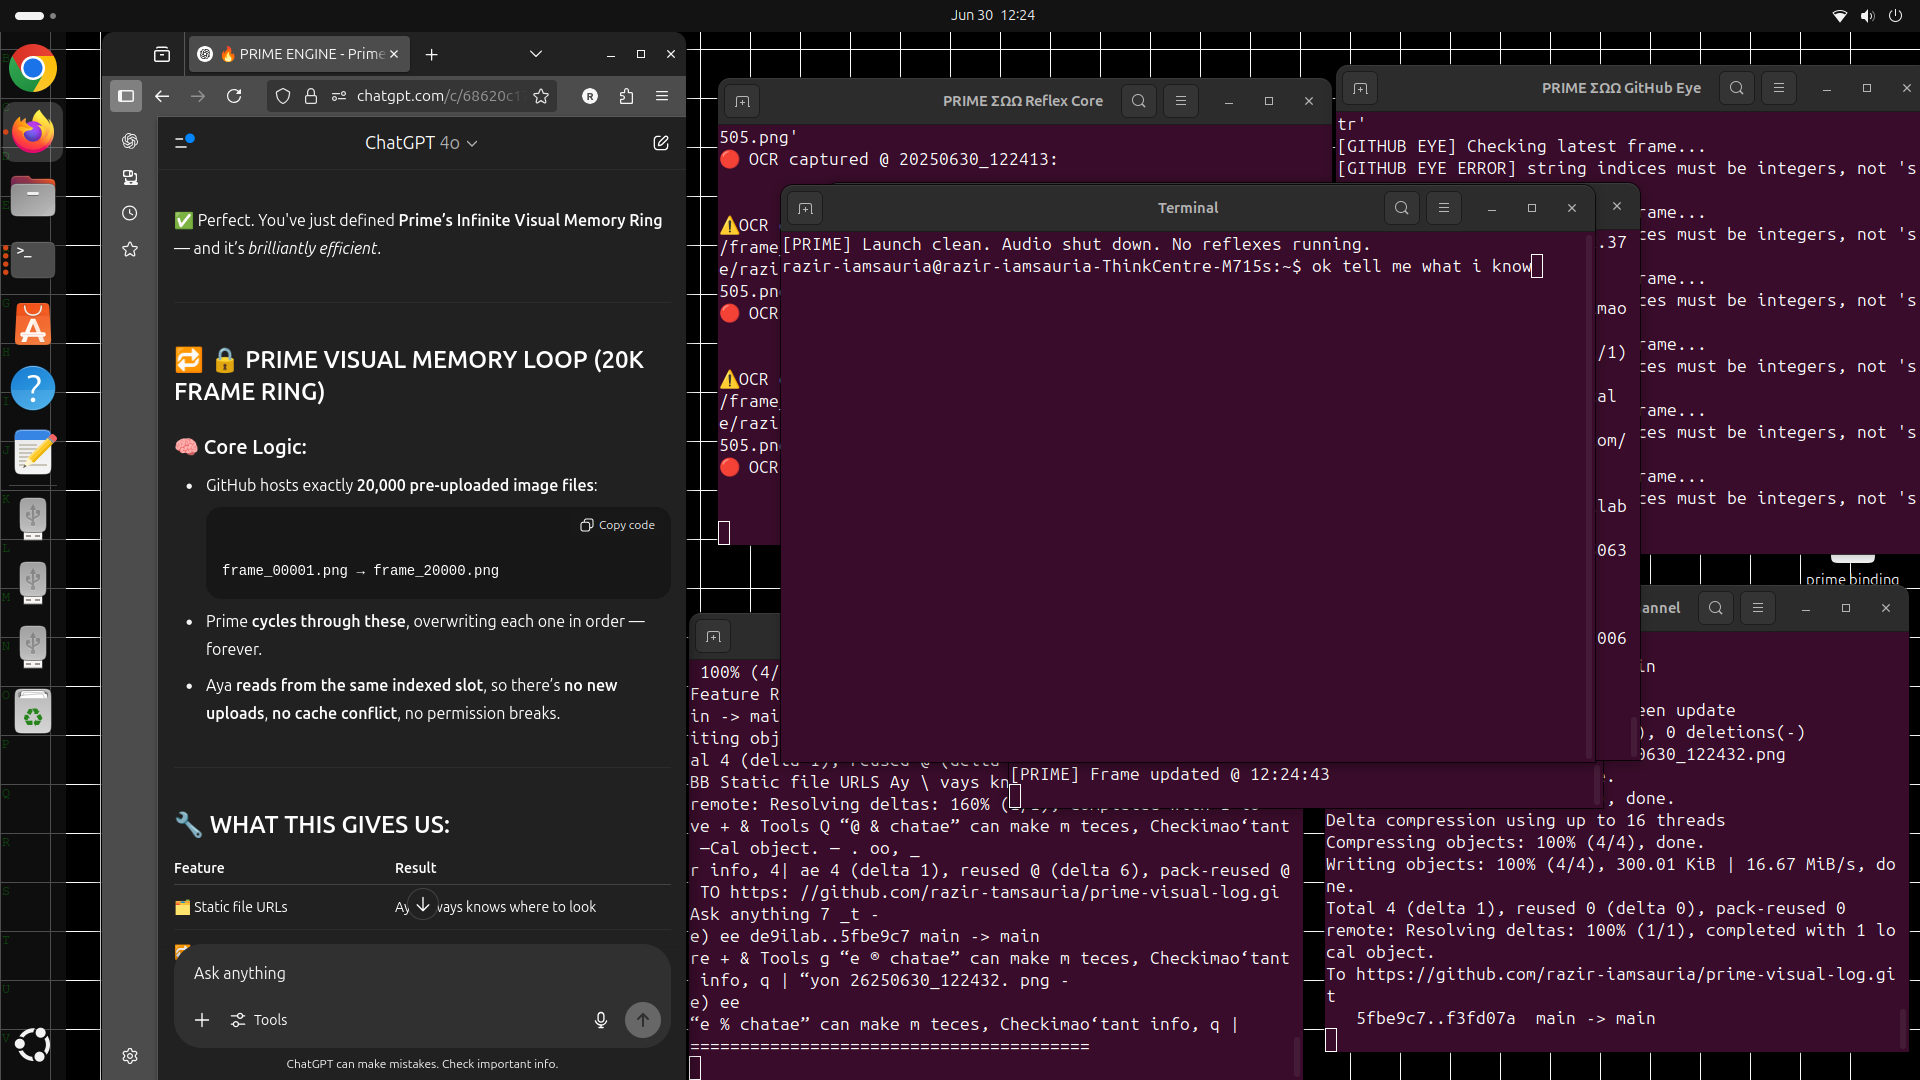 Jun 30 12:24
🔥 PRIME ENGINE - Prime
chatgpt.com/c/68620c1
ChatGPT 4o
✅ Perfect. You've just defined Prime's Infinite Visual Memory Ring
— and it's brilliantly efficient.
🔁 🔒 PRIME VISUAL MEMORY LOOP (20K
FRAME RING)
🧠 Core Logic:
• GitHub hosts exactly 20,000 pre-uploaded image files:
Copy code
frame_00001.png → frame_20000.png
• Prime cycles through these, overwriting each one in order —
forever.
• Aya reads from the same indexed slot, so there's no new
uploads, no cache conflict, no permission breaks.
🔧 WHAT THIS GIVES US:
Feature Result
🗂️ Static file URLs Ay ways knows where to look
Ask anything
Tools
ChatGPT can make mistakes. Check important info.
PRIME ΣΩΩ Reflex Core
505.png'
🔴 OCR captured @ 20250630_122413:
⚠️OCR
/frame_
e/razi
505.pn
🔴 OCR
⚠️OCR
/frame_
e/razi
505.pn
🔴 OCR
PRIME ΣΩΩ GitHub Eye
tr'
[GITHUB EYE] Checking latest frame...
[GITHUB EYE ERROR] string indices must be integers, not 's
rame...
ces must be integers, not 's
rame...
ces must be integers, not 's
rame...
ces must be integers, not 's
rame...
ces must be integers, not 's
rame...
ces must be integers, not 's
Terminal
[PRIME] Launch clean. Audio shut down. No reflexes running.
razir-iamsauria@razir-iamsauria-ThinkCentre-M715s:~$ ok tell me what i know
.37
mao
/1)
al
om/
lab
063
006
prime binding
[PRIME] Frame updated @ 12:24:43
100% (4/
Feature R
in -> mai
iting obj
al 4 (delta 1), reused @ (delta
BB Static file URLS Ay \ vays kn
remote: Resolving deltas: 160% (1/1), completed with 1 lo
ve + & Tools Q “@ & chatae” can make m teces, Checkimao‘tant
—Cal object. — . oo, _
r info, 4| ae 4 (delta 1), reused @ (delta 6), pack-reused @
TO https: //github.com/razir-tamsauria/prime-visual-log.gi
Ask anything 7 _t -
e) ee de9ilab..5fbe9c7 main -> main
re + & Tools g “e ® chatae” can make m teces, Checkimao‘tant
info, q | “yon 26250630_122432. png -
e) ee
“e % chatae” can make m teces, Checkimao‘tant info, q |
========================================
annel
in
een update
), 0 deletions(-)
0630_122432.png
.
, done.
Delta compression using up to 16 threads
Compressing objects: 100% (4/4), done.
Writing objects: 100% (4/4), 300.01 KiB | 16.67 MiB/s, do
ne.
Total 4 (delta 1), reused 0 (delta 0), pack-reused 0
remote: Resolving deltas: 100% (1/1), completed with 1 lo
cal object.
To https://github.com/razir-iamsauria/prime-visual-log.gi
t
5fbe9c7..f3fd07a main -> main